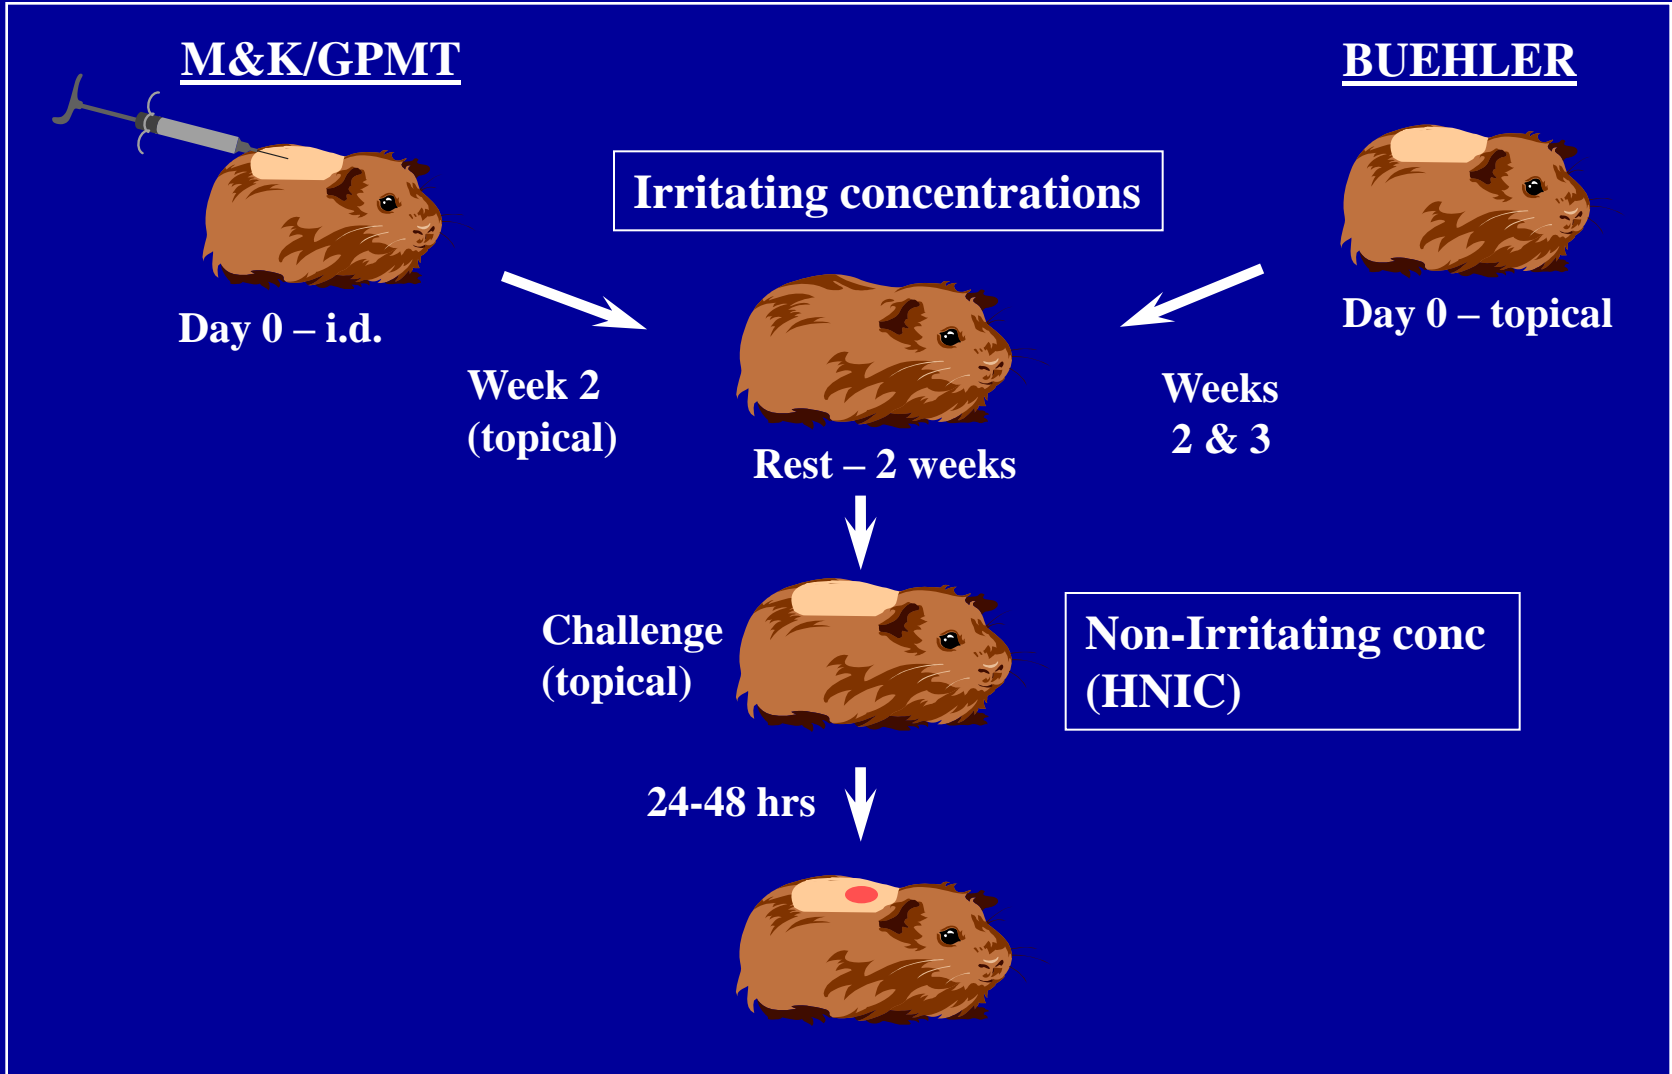 M&K/GPMT
BUEHLER
Irritating concentrations
Day 0 – i.d.
Day 0 – topical
Week 2
(topical)
Weeks
2 & 3
Rest – 2 weeks
Challenge
(topical)
Non-Irritating conc
(HNIC)
24-48 hrs